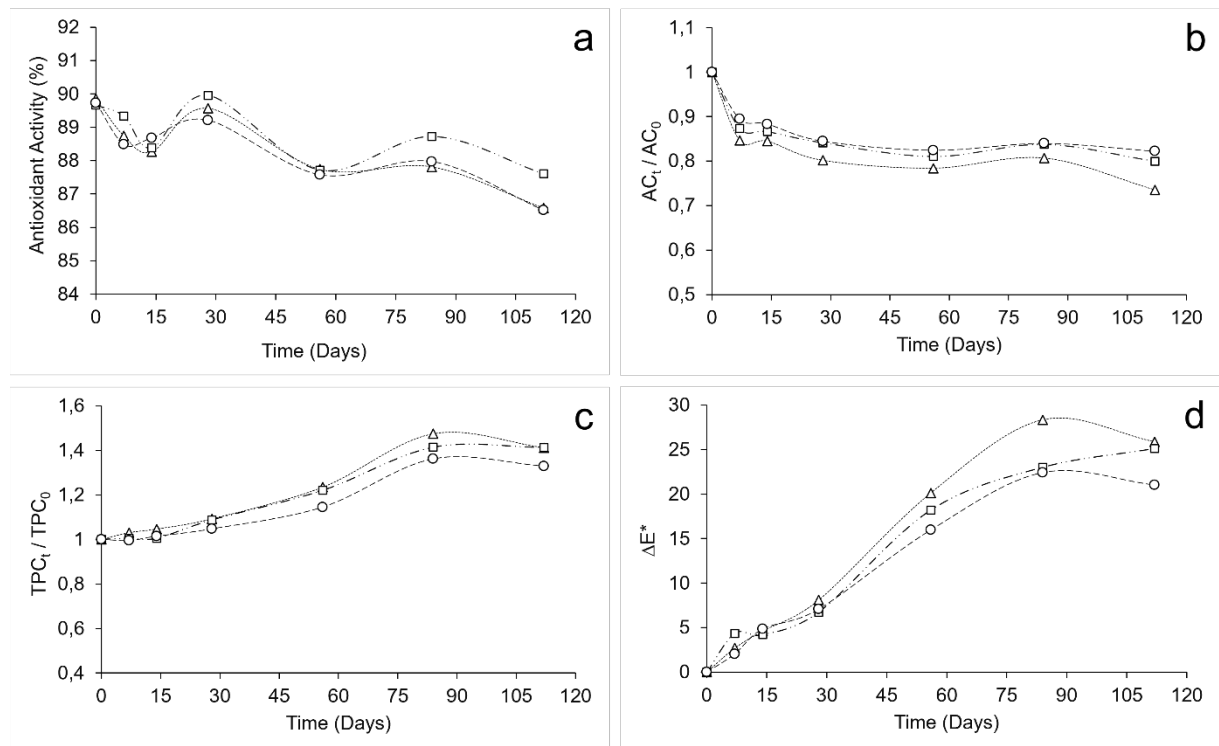 a
Antioxidant Activity (%)
92
91
90
89
88
87
86
85
84
0 15 30 45 60 75 90 105 120
Time (Days)
b
ACt / AC0
1,1
1
0,9
0,8
0,7
0,6
0,5
0 15 30 45 60 75 90 105 120
Time (Days)
c
TPCt / TPC0
1,6
1,4
1,2
1
0,8
0,6
0,4
0 15 30 45 60 75 90 105 120
Time (Days)
d
ΔE*
30
25
20
15
10
5
0
0 15 30 45 60 75 90 105 120
Time (Days)